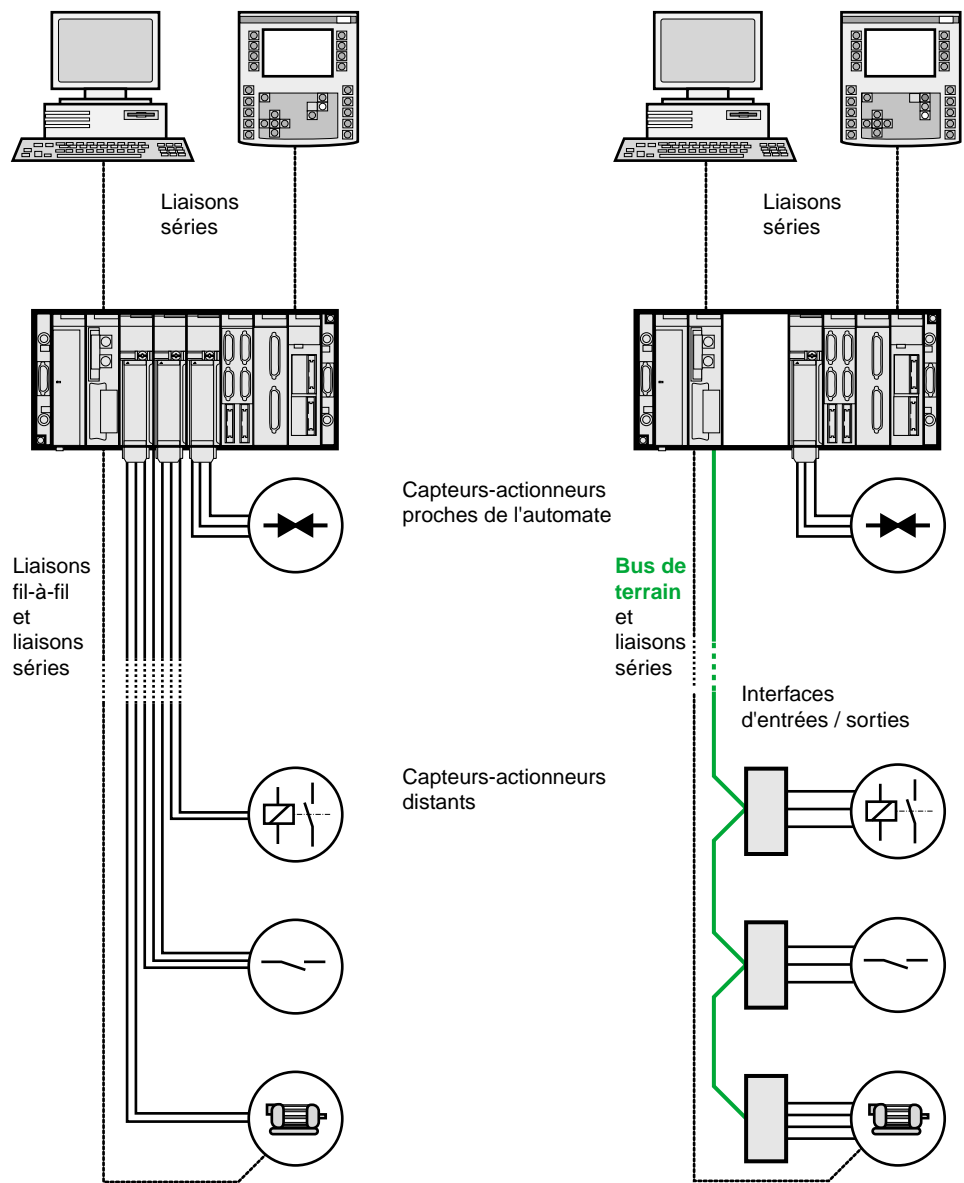 Liaisons
séries
Liaisons
séries
Capteurs-actionneurs
proches de l'automate
Liaisons
fil-à-fil
et
liaisons
séries
Bus de
terrain
et
liaisons
séries
Interfaces
d'entrées / sorties
Capteurs-actionneurs
distants